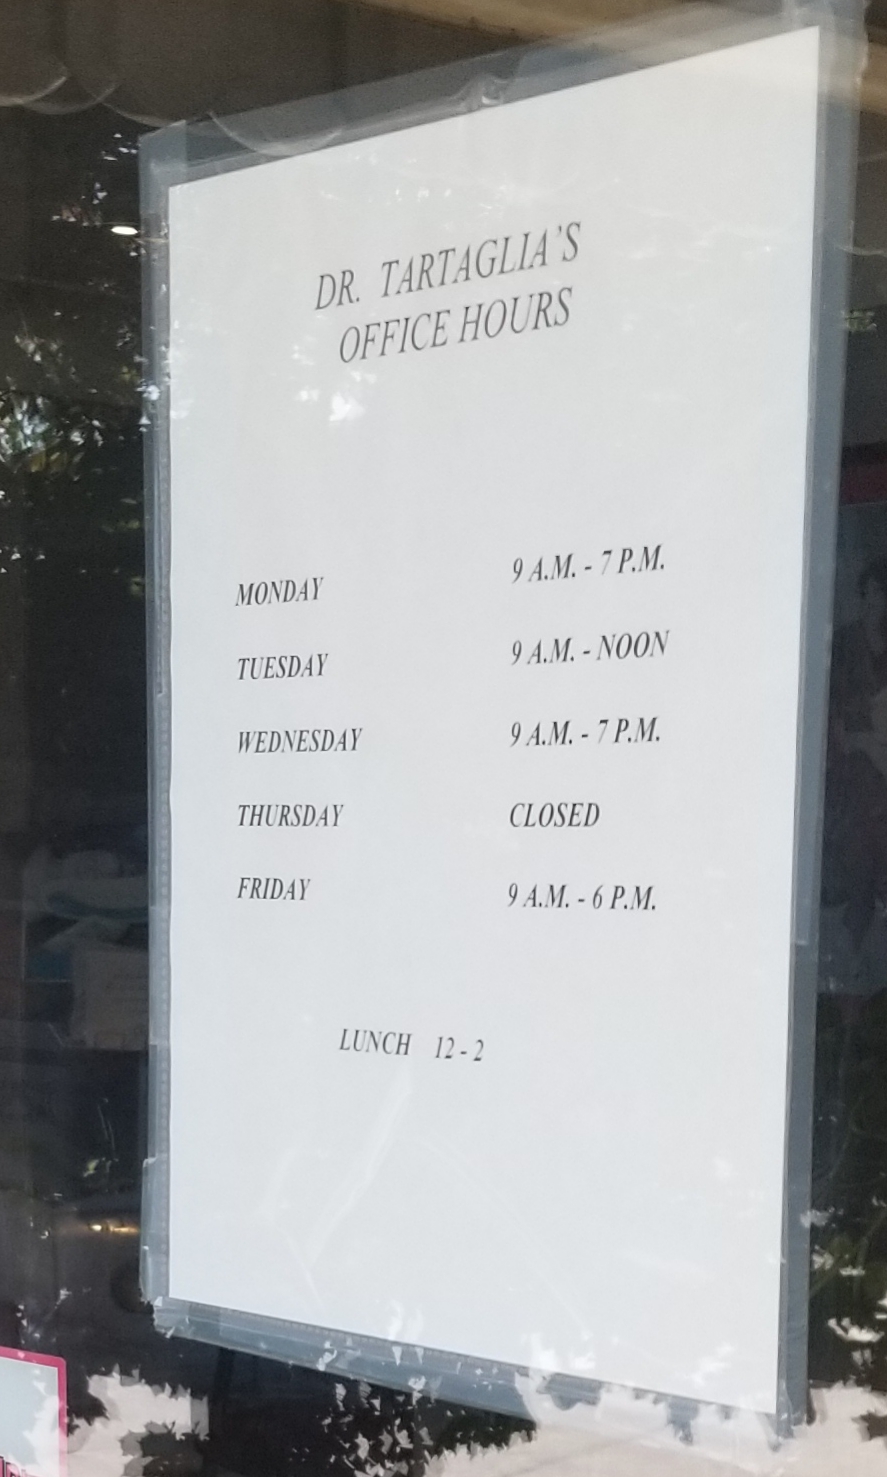 DR. TARTAGLIA'S
OFFICE HOURS
MONDAY 9 A.M. - 7 P.M.
TUESDAY 9 A.M. - NOON
WEDNESDAY 9 A.M. - 7 P.M.
THURSDAY CLOSED
FRIDAY 9 A.M. - 6 P.M.
LUNCH 12 - 2